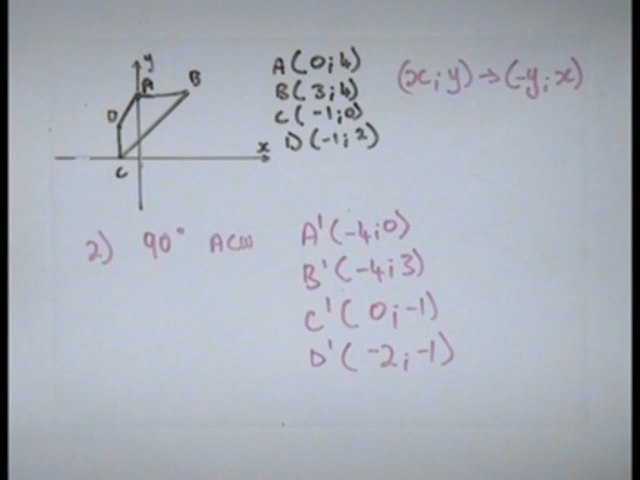 y
A
B
D
C
x
A(0;4)
B(3;4)
C(-1;0)
D(-1;2)
(x;y)→(-y;x)
2) 90° ACW
A'(-4;0)
B'(-4;3)
C'(0;-1)
D'(-2;-1)